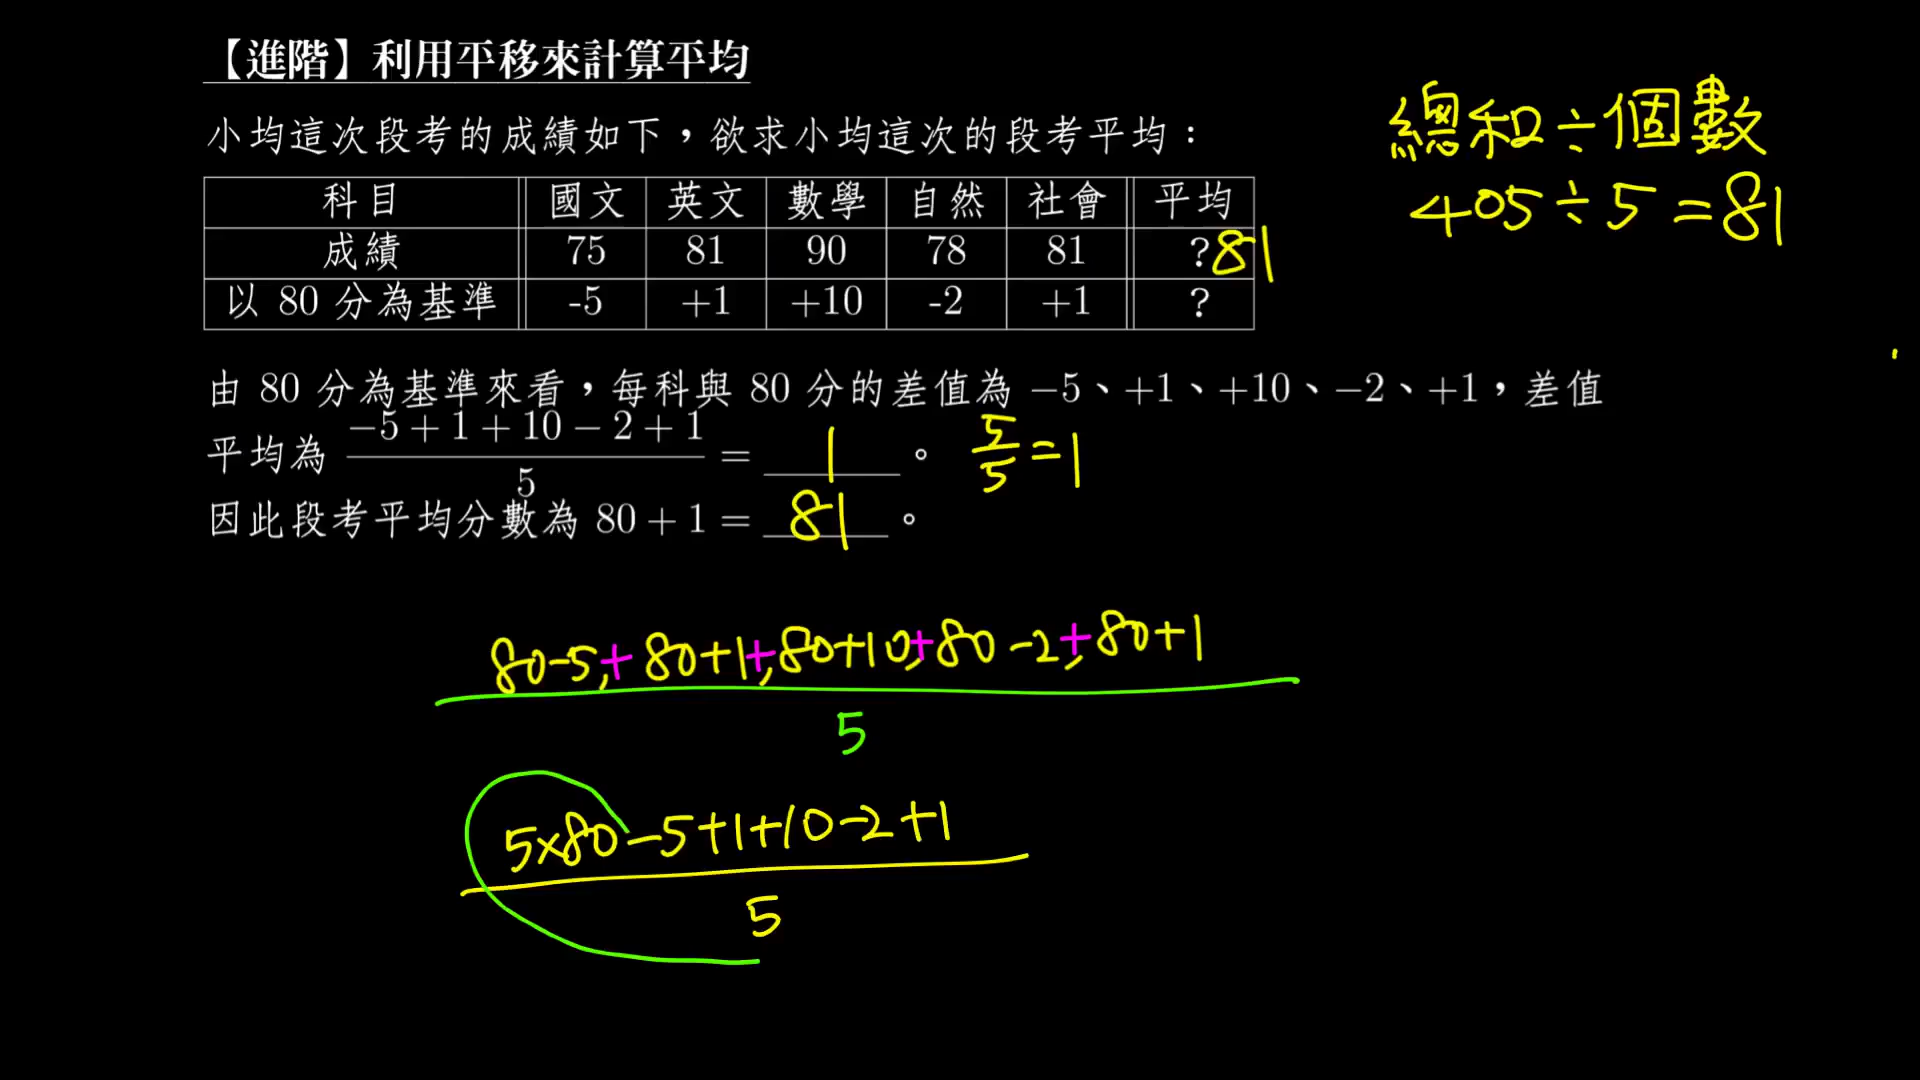 【進階】利用平移來計算平均
小均這次段考的成績如下，欲求小均這次的段考平均：
總和÷個數
405÷5=81
科目 國文 英文 數學 自然 社會 平均
成績 75 81 90 78 81 ? 81
以 80 分為基準 -5 +1 +10 -2 +1 ?
由 80 分為基準來看，每科與 80 分的差值為 −5、+1、+10、−2、+1，差值
平均為 (−5+1+10−2+1)/5 = 1 。 5/5=1
因此段考平均分數為 80+1= 81 。
80-5,+80+1+,80+10,+80-2+,80+1
5
5×80-5+1+10-2+1
5